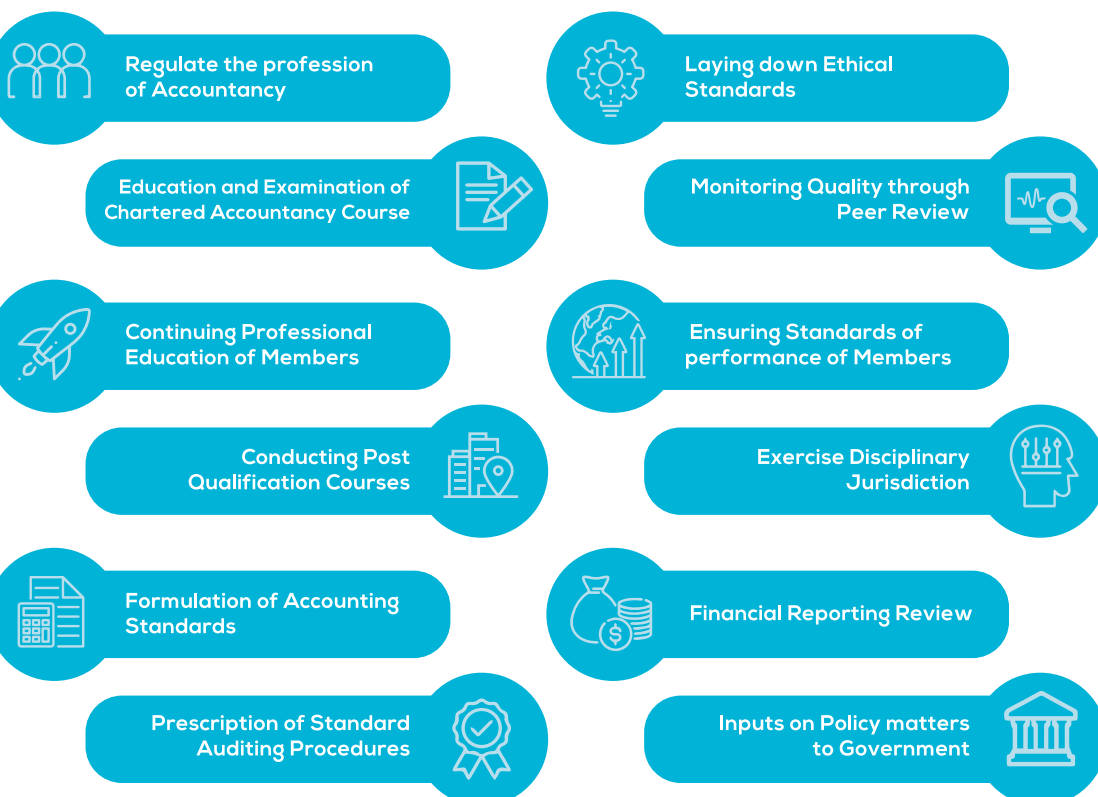 Regulate the profession
of Accountancy
Education and Examination of
Chartered Accountancy Course
Continuing Professional
Education of Members
Conducting Post
Qualification Courses
Formulation of Accounting
Standards
Prescription of Standard
Auditing Procedures
Laying down Ethical
Standards
Monitoring Quality through
Peer Review
Ensuring Standards of
performance of Members
Exercise Disciplinary
Jurisdiction
Financial Reporting Review
Inputs on Policy matters
to Government